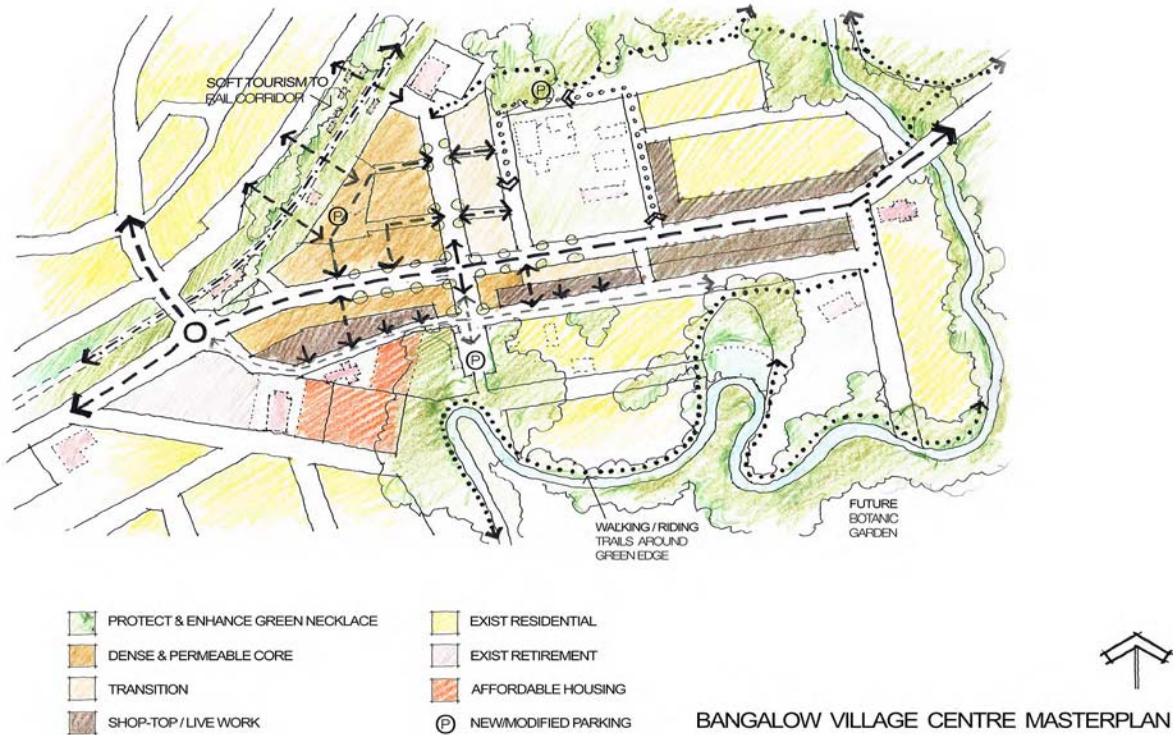 SOFT TOURISM TO
RAIL CORRIDOR
P
P
P
WALKING / RIDING
TRAILS AROUND
GREEN EDGE
FUTURE
BOTANIC
GARDEN
PROTECT & ENHANCE GREEN NECKLACE
DENSE & PERMEABLE CORE
TRANSITION
SHOP-TOP / LIVE WORK
EXIST RESIDENTIAL
EXIST RETIREMENT
AFFORDABLE HOUSING
P NEW/MODIFIED PARKING
BANGALOW VILLAGE CENTRE MASTERPLAN